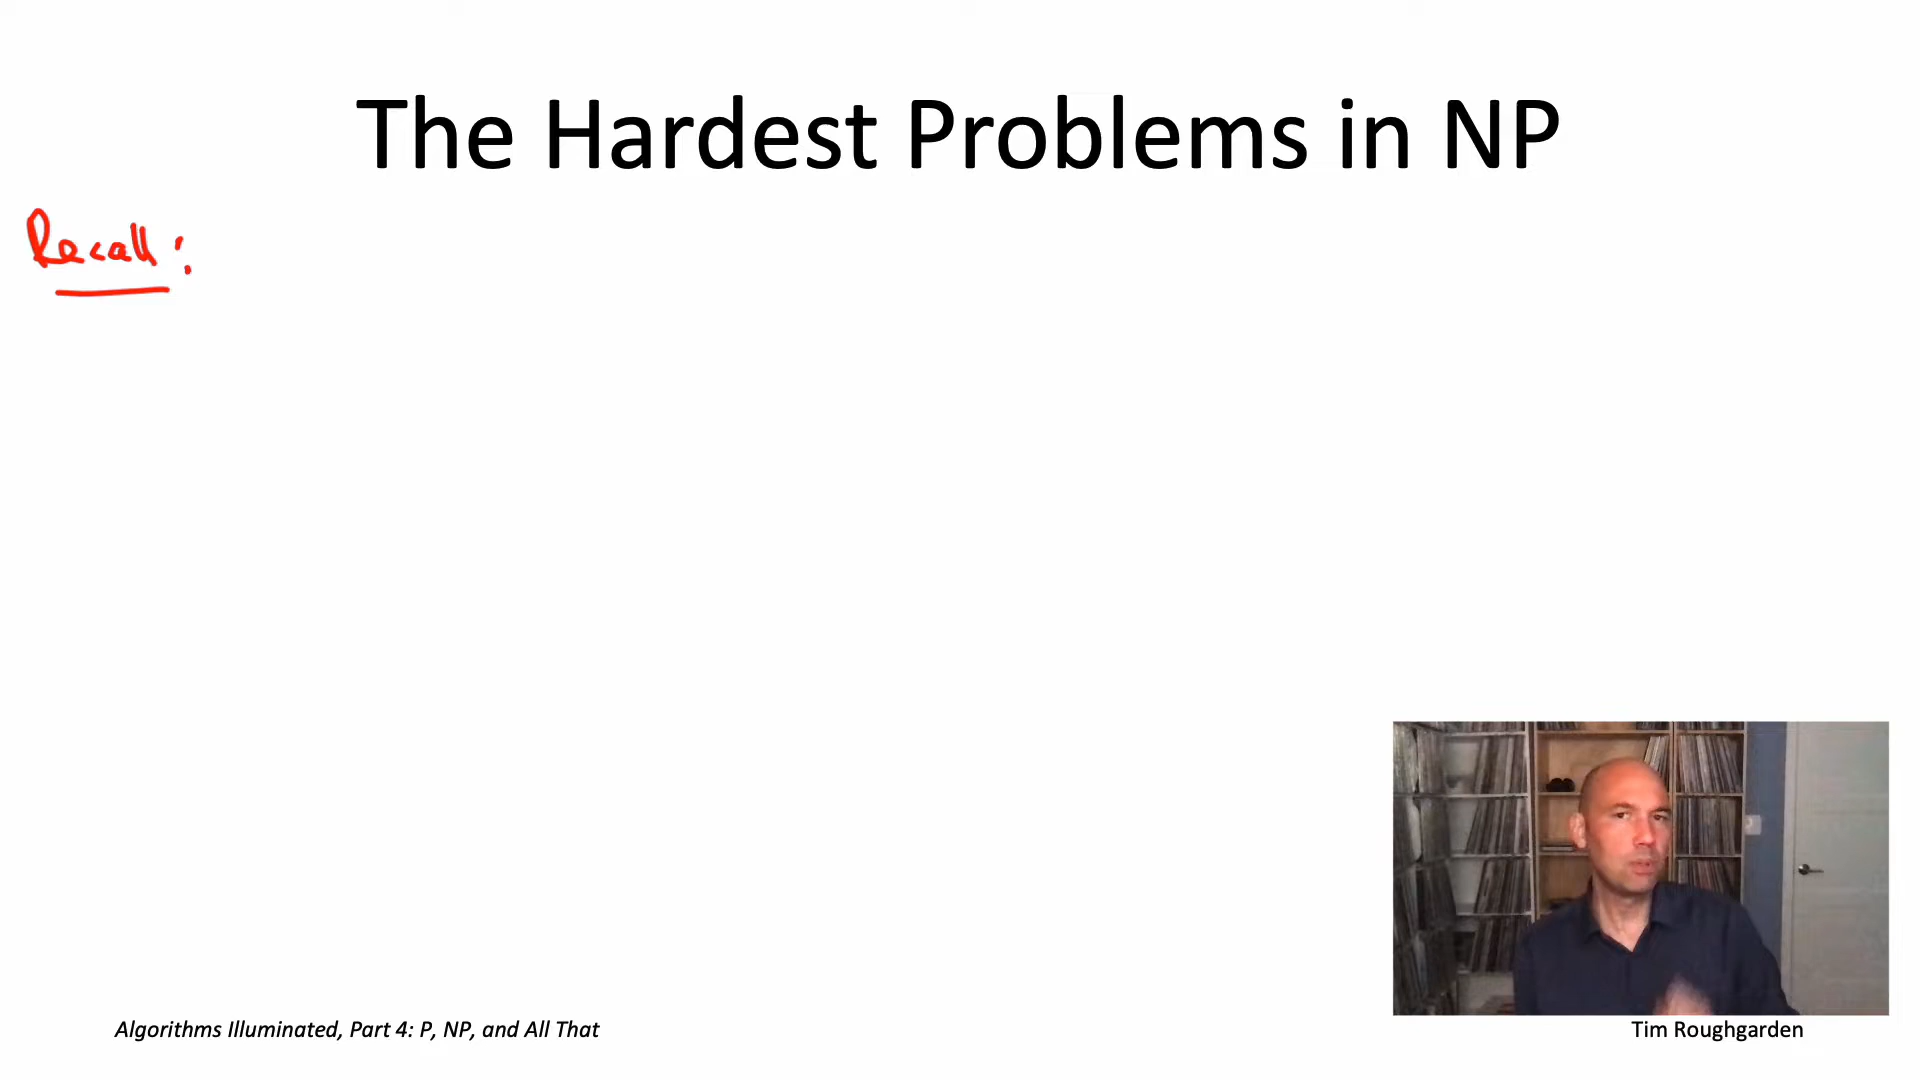 The Hardest Problems in NP
Recall:
Algorithms Illuminated, Part 4: P, NP, and All That
Tim Roughgarden